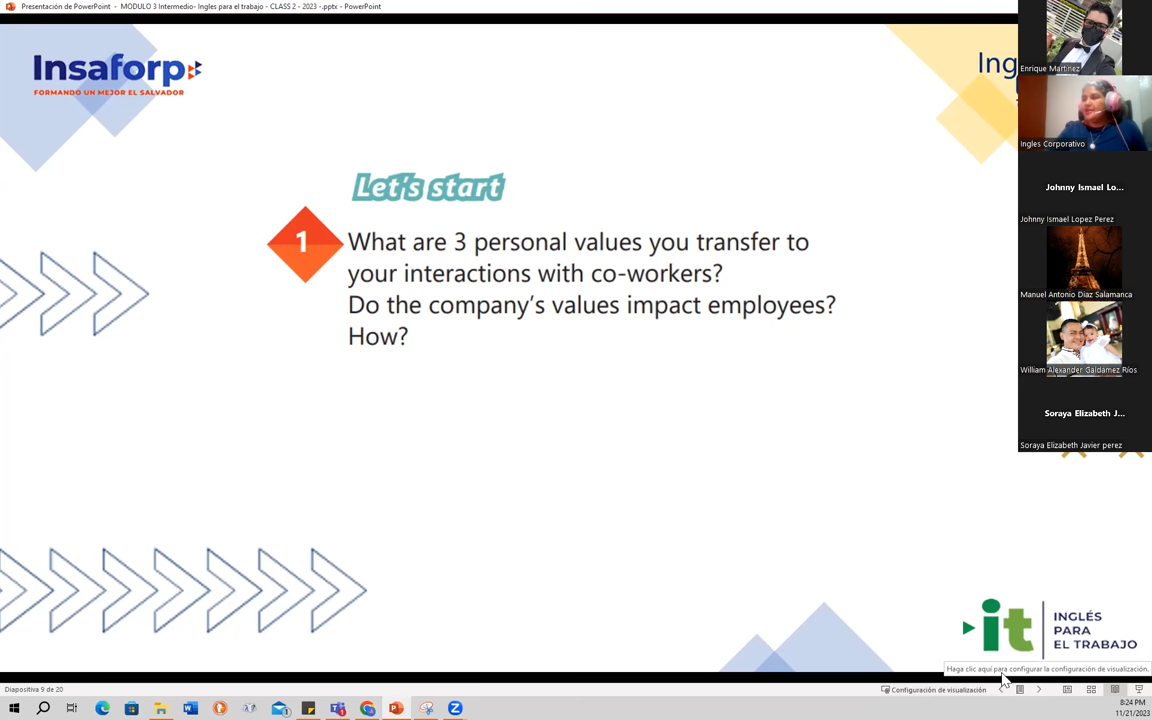 Presentación de PowerPoint - MODULO 3 Intermedio- Ingles para el trabajo - CLASS 2 - 2023 -.pptx - PowerPoint
Insaforp
FORMANDO UN MEJOR EL SALVADOR
Ing
Let's start
1
What are 3 personal values you transfer to
your interactions with co-workers?
Do the company's values impact employees?
How?
Enrique Martinez
Ingles Corporativo
Johnny Ismael Lo...
Johnny Ismael Lopez Perez
Manuel Antonio Diaz Salamanca
William Alexander Galdámez Ríos
Soraya Elizabeth J...
Soraya Elizabeth Javier perez
it
INGLÉS
PARA
EL TRABAJO
Haga clic aquí para configurar la configuración de visualización.
Diapositiva 9 de 20
Configuración de visualización
8:24 PM
11/21/2023